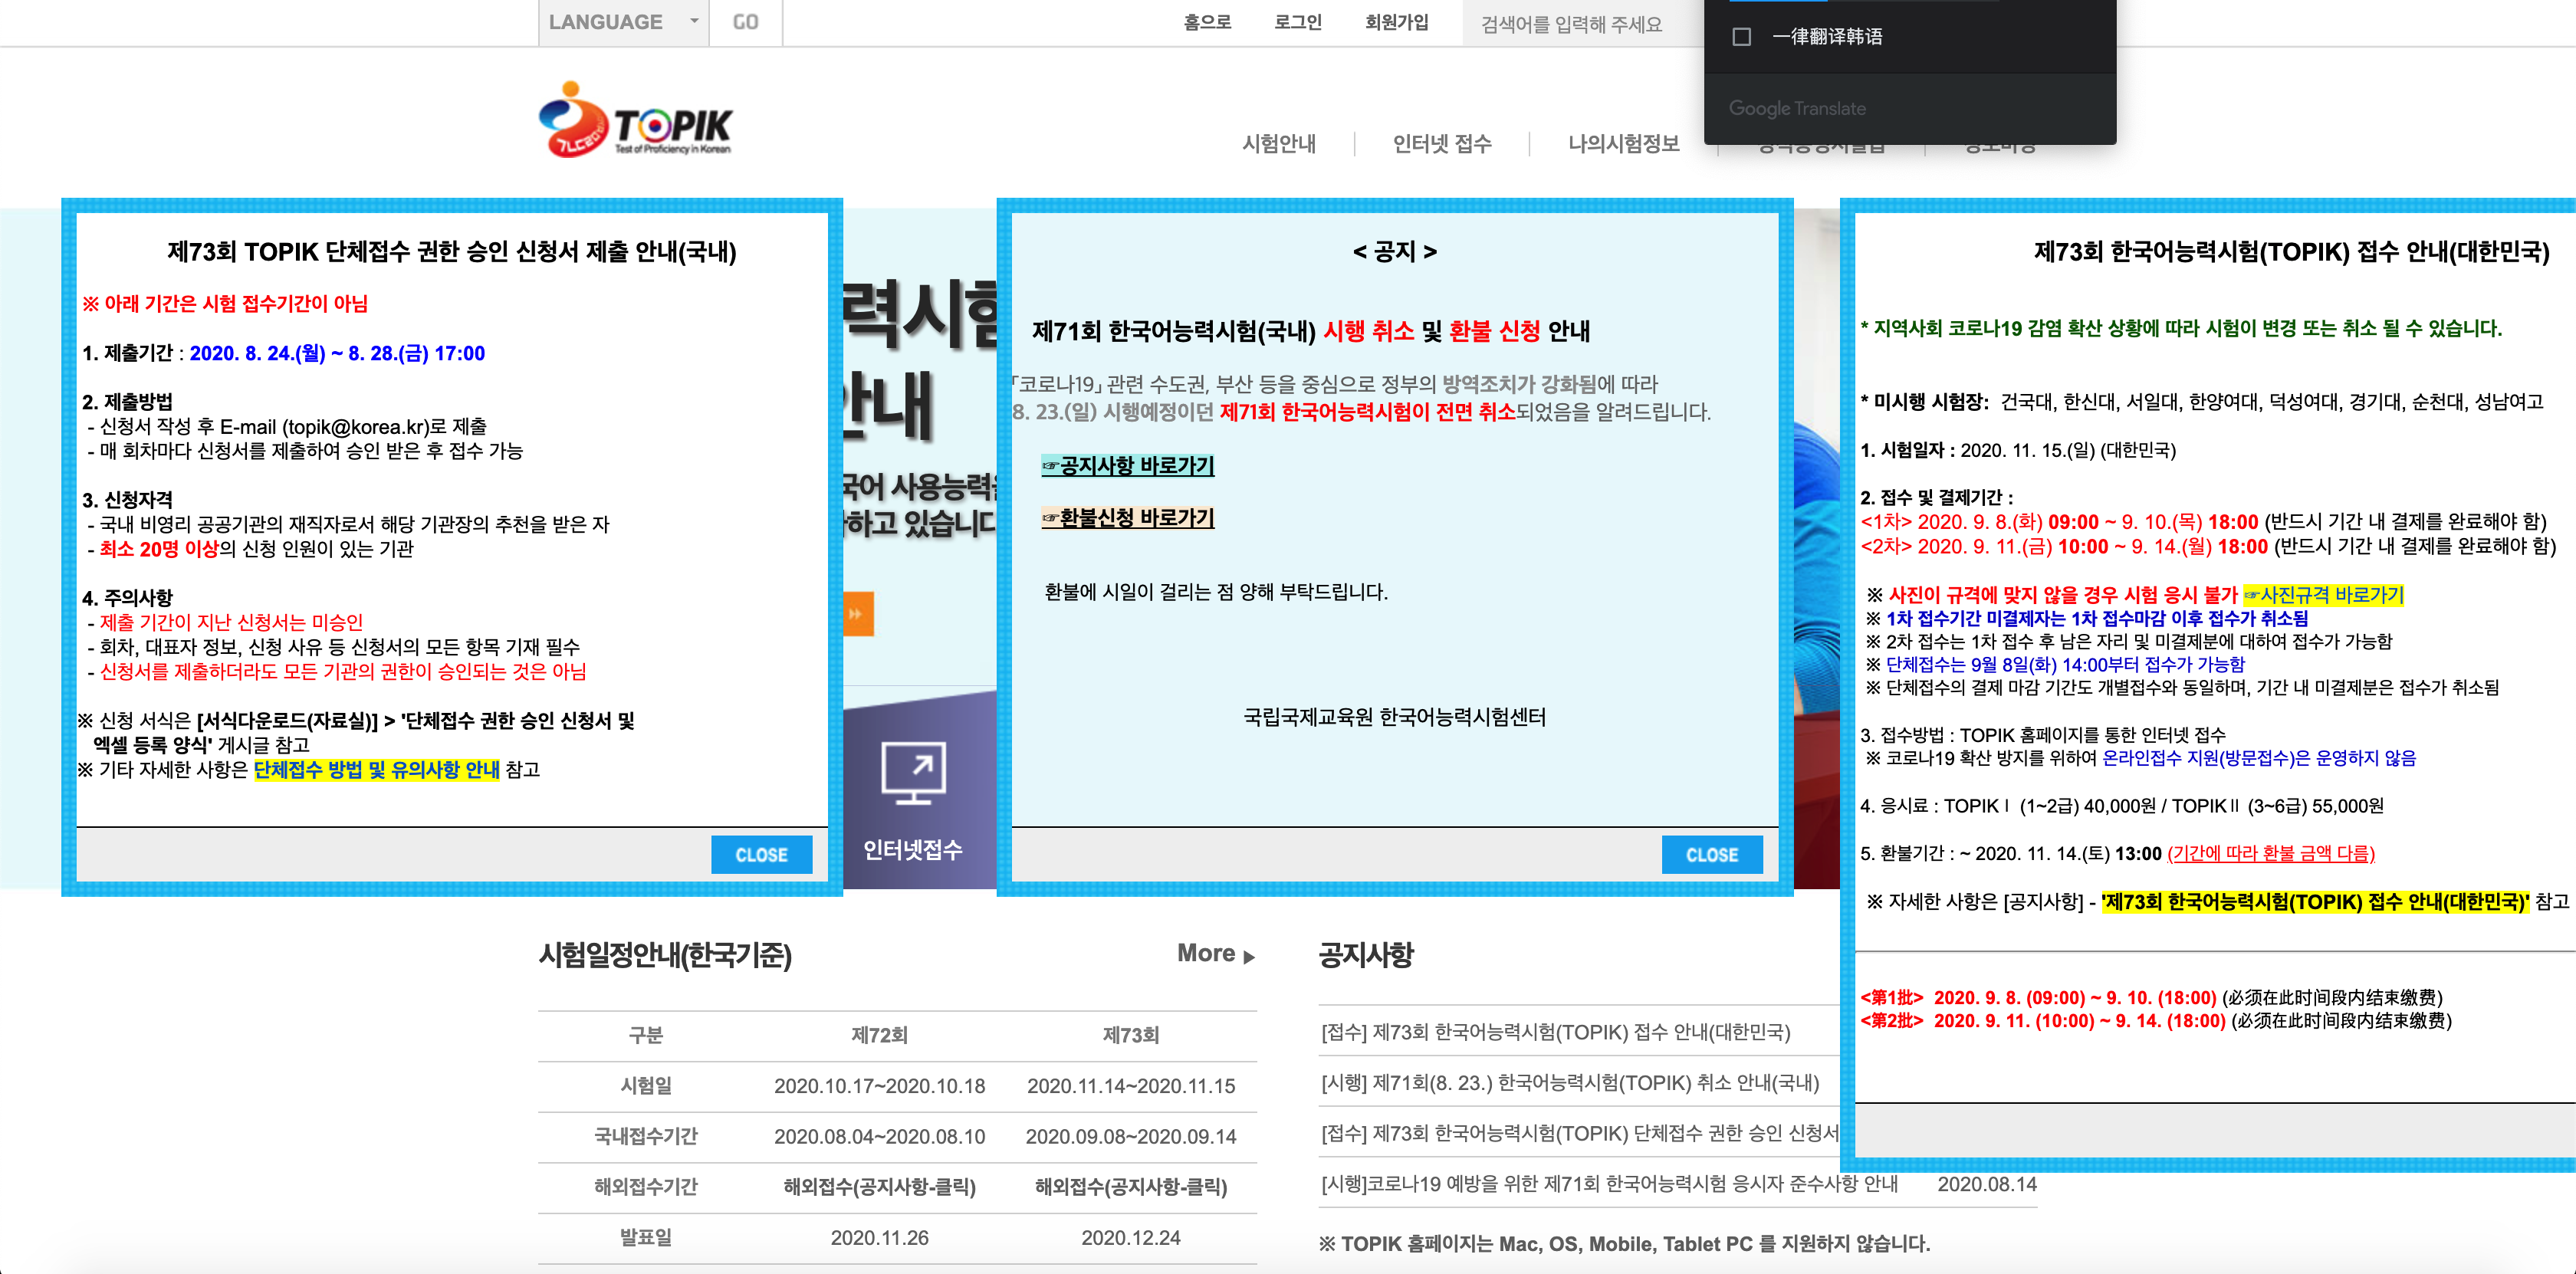 LANGUAGE
GO
홈으로
로그인
회원가입
검색어를 입력해 주세요
一律翻译韩语
Google Translate
TOPIK
Test of Proficiency in Korean
시험안내
인터넷 접수
나의시험정보
제73회 TOPIK 단체접수 권한 승인 신청서 제출 안내(국내)
※ 아래 기간은 시험 접수기간이 아님
1. 제출기간 : 2020. 8. 24.(월) ~ 8. 28.(금) 17:00
2. 제출방법
- 신청서 작성 후 E-mail (topik@korea.kr)로 제출
- 매 회차마다 신청서를 제출하여 승인 받은 후 접수 가능
3. 신청자격
- 국내 비영리 공공기관의 재직자로서 해당 기관장의 추천을 받은 자
- 최소 20명 이상의 신청 인원이 있는 기관
4. 주의사항
- 제출 기간이 지난 신청서는 미승인
- 회차, 대표자 정보, 신청 사유 등 신청서의 모든 항목 기재 필수
- 신청서를 제출하더라도 모든 기관의 권한이 승인되는 것은 아님
※ 신청 서식은 [서식다운로드(자료실)] > '단체접수 권한 승인 신청서 및
엑셀 등록 양식' 게시글 참고
※ 기타 자세한 사항은 단체접수 방법 및 유의사항 안내 참고
CLOSE
력시험
안내
국어 사용능력을
하고 있습니다
인터넷접수
< 공지 >
제71회 한국어능력시험(국내) 시행 취소 및 환불 신청 안내
「코로나19」 관련 수도권, 부산 등을 중심으로 정부의 방역조치가 강화됨에 따라
8. 23.(일) 시행예정이던 제71회 한국어능력시험이 전면 취소되었음을 알려드립니다.
☞공지사항 바로가기
☞환불신청 바로가기
환불에 시일이 걸리는 점 양해 부탁드립니다.
국립국제교육원 한국어능력시험센터
CLOSE
제73회 한국어능력시험(TOPIK) 접수 안내(대한민국)
* 지역사회 코로나19 감염 확산 상황에 따라 시험이 변경 또는 취소 될 수 있습니다.
* 미시행 시험장: 건국대, 한신대, 서일대, 한양여대, 덕성여대, 경기대, 순천대, 성남여고
1. 시험일자 : 2020. 11. 15.(일) (대한민국)
2. 접수 및 결제기간 :
<1차> 2020. 9. 8.(화) 09:00 ~ 9. 10.(목) 18:00 (반드시 기간 내 결제를 완료해야 함)
<2차> 2020. 9. 11.(금) 10:00 ~ 9. 14.(월) 18:00 (반드시 기간 내 결제를 완료해야 함)
※ 사진이 규격에 맞지 않을 경우 시험 응시 불가 ☞사진규격 바로가기
※ 1차 접수기간 미결제자는 1차 접수마감 이후 접수가 취소됨
※ 2차 접수는 1차 접수 후 남은 자리 및 미결제분에 대하여 접수가 가능함
※ 단체접수는 9월 8일(화) 14:00부터 접수가 가능함
※ 단체접수의 결제 마감 기간도 개별접수와 동일하며, 기간 내 미결제분은 접수가 취소됨
3. 접수방법 : TOPIK 홈페이지를 통한 인터넷 접수
※ 코로나19 확산 방지를 위하여 온라인접수 지원(방문접수)은 운영하지 않음
4. 응시료 : TOPIKⅠ (1~2급) 40,000원 / TOPIKⅡ (3~6급) 55,000원
5. 환불기간 : ~ 2020. 11. 14.(토) 13:00 (기간에 따라 환불 금액 다름)
※ 자세한 사항은 [공지사항] - '제73회 한국어능력시험(TOPIK) 접수 안내(대한민국)' 참고
<第1批> 2020. 9. 8. (09:00) ~ 9. 10. (18:00) (必须在此时间段内结束缴费)
<第2批> 2020. 9. 11. (10:00) ~ 9. 14. (18:00) (必须在此时间段内结束缴费)
시험일정안내(한국기준)
More ▶
구분 제72회 제73회
시험일 2020.10.17~2020.10.18 2020.11.14~2020.11.15
국내접수기간 2020.08.04~2020.08.10 2020.09.08~2020.09.14
해외접수기간 해외접수(공지사항-클릭) 해외접수(공지사항-클릭)
발표일 2020.11.26 2020.12.24
공지사항
[접수] 제73회 한국어능력시험(TOPIK) 접수 안내(대한민국)
[시행] 제71회(8. 23.) 한국어능력시험(TOPIK) 취소 안내(국내)
[접수] 제73회 한국어능력시험(TOPIK) 단체접수 권한 승인 신청서
[시행]코로나19 예방을 위한 제71회 한국어능력시험 응시자 준수사항 안내 2020.08.14
※ TOPIK 홈페이지는 Mac, OS, Mobile, Tablet PC 를 지원하지 않습니다.